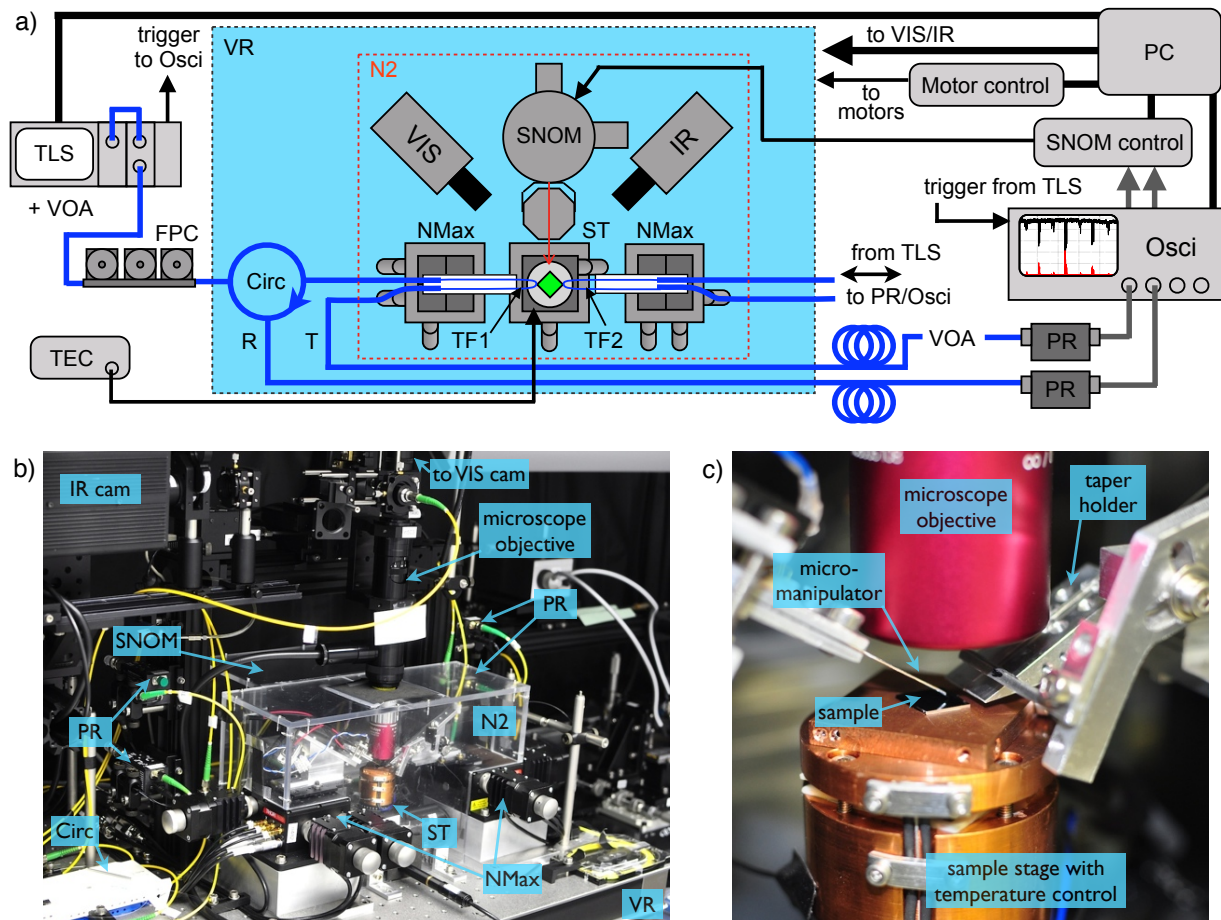 a)
trigger
to Osci
TLS
+ VOA
FPC
Circ
R
T
TEC
VR
N2
VIS
SNOM
IR
ST
NMax
NMax
TF1
TF2
to VIS/IR
PC
Motor control
to
motors
SNOM control
trigger from TLS
Osci
from TLS
to PR/Osci
VOA
PR
PR
b)
IR cam
to VIS cam
microscope
objective
PR
SNOM
N2
PR
Circ
ST
NMax
VR
c)
microscope
objective
taper
holder
micro-
manipulator
sample
sample stage with
temperature control